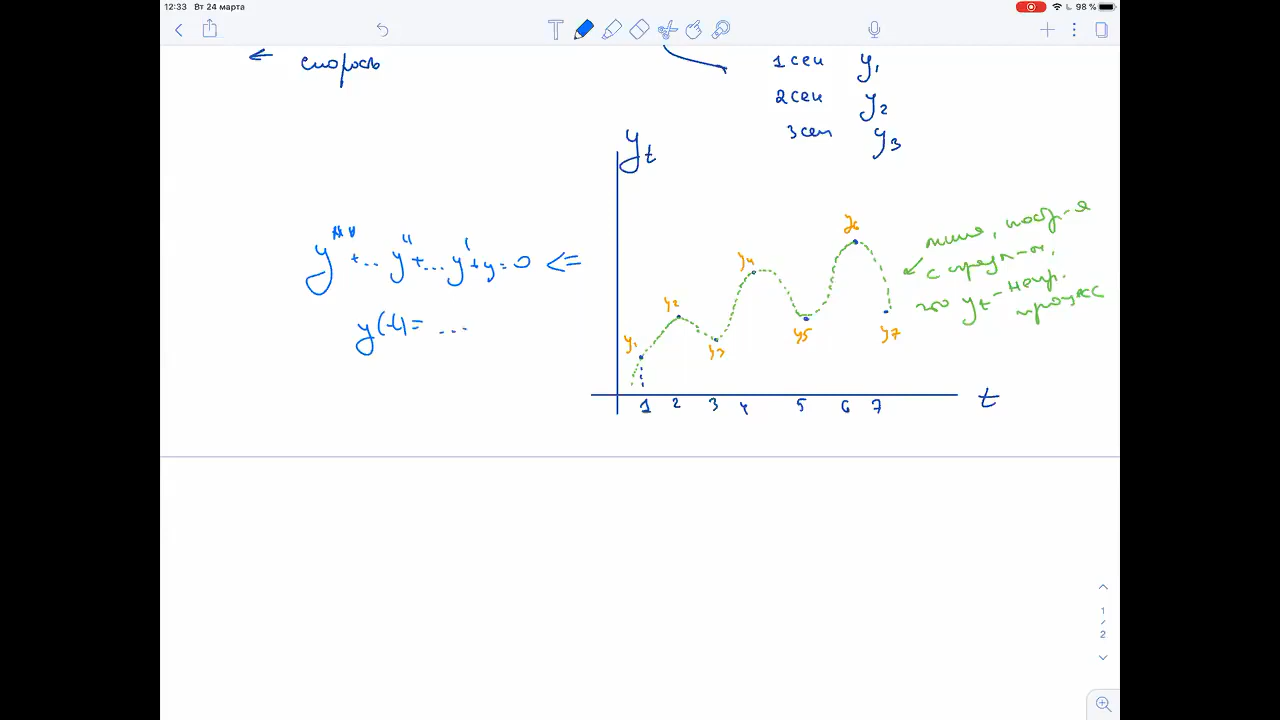 12:33 Вт 24 марта
98 %
← скорость
1 сек y₁
2 сек y₂
3 сек y₃
yₜ
y'''' + ... y'' + ... y' + y = 0 <=
y(t) = ...
y₁ y₂ y₃ y₄ y₅ y₆ y₇
линия, постр-я
с предп-м,
что yₜ - непр.
процесс
1 2 3 4 5 6 7
t
1
/
2